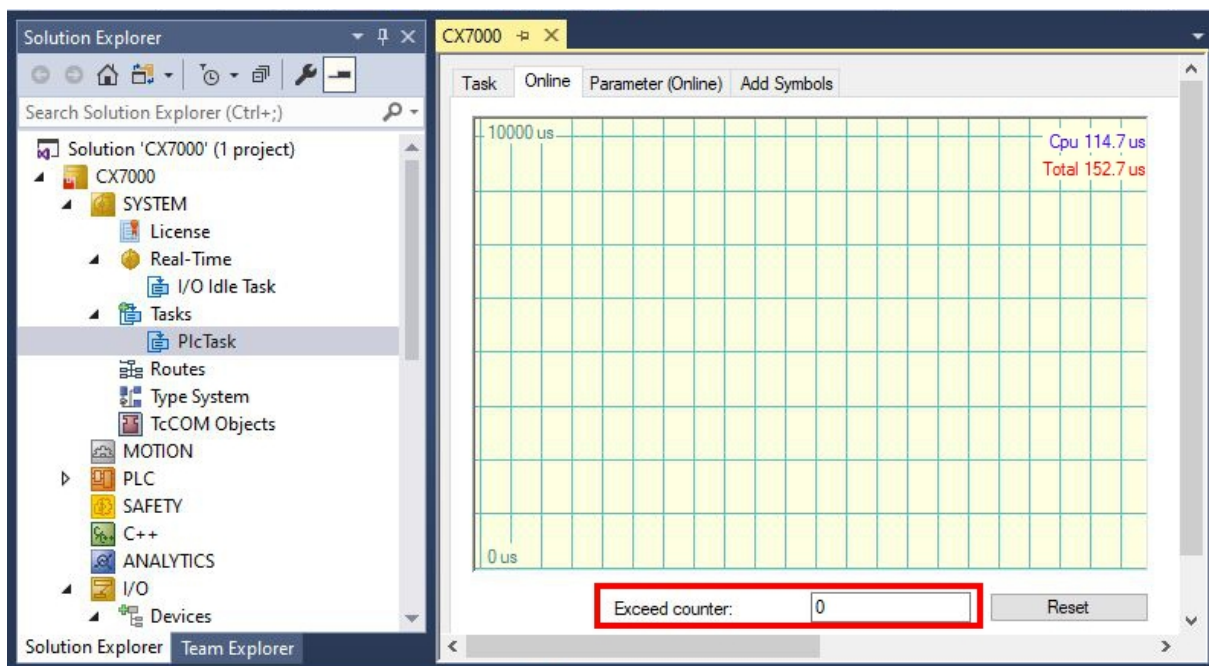 Solution Explorer
Search Solution Explorer (Ctrl+;)
Solution 'CX7000' (1 project)
CX7000
SYSTEM
License
Real-Time
I/O Idle Task
Tasks
PlcTask
Routes
Type System
TcCOM Objects
MOTION
PLC
SAFETY
C++
ANALYTICS
I/O
Devices
Solution Explorer Team Explorer
CX7000
Task Online Parameter (Online) Add Symbols
10000 us
Cpu 114.7 us
Total 152.7 us
0 us
Exceed counter: 0 Reset